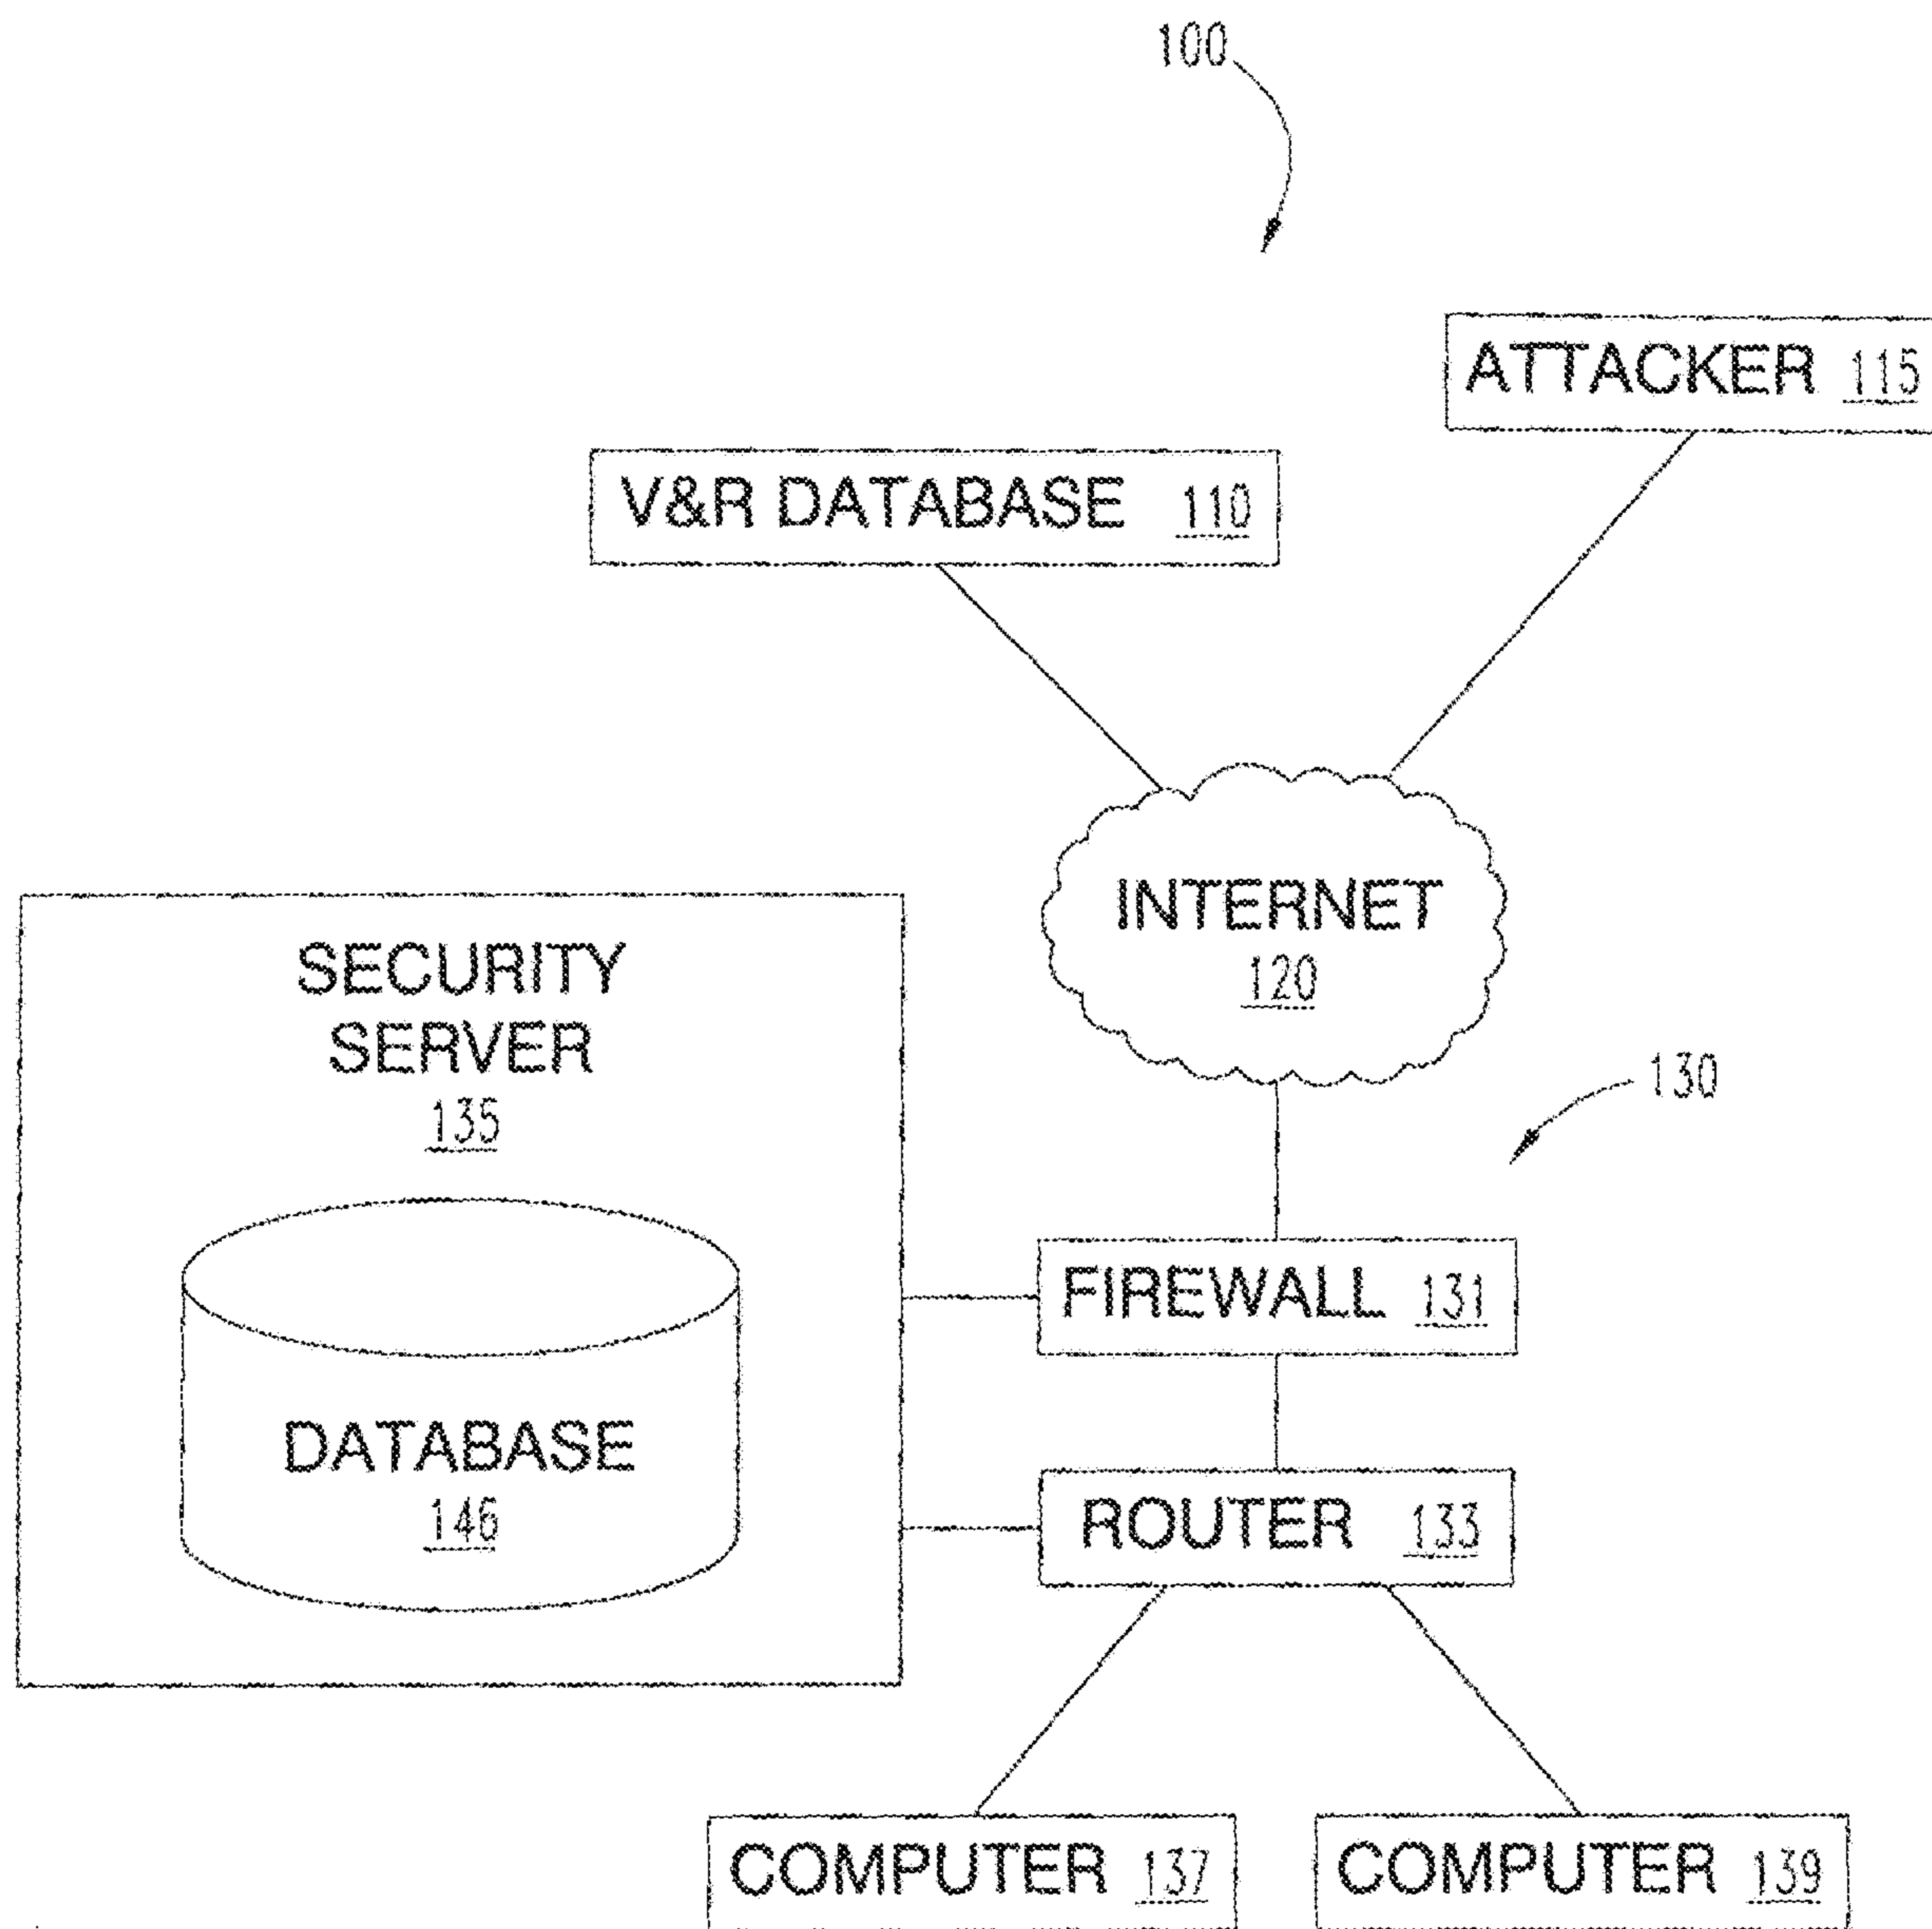 100
ATTACKER 115
V&R DATABASE 110
INTERNET
120
SECURITY
SERVER
135
130
FIREWALL 131
DATABASE
146
ROUTER 133
COMPUTER 137
COMPUTER 139